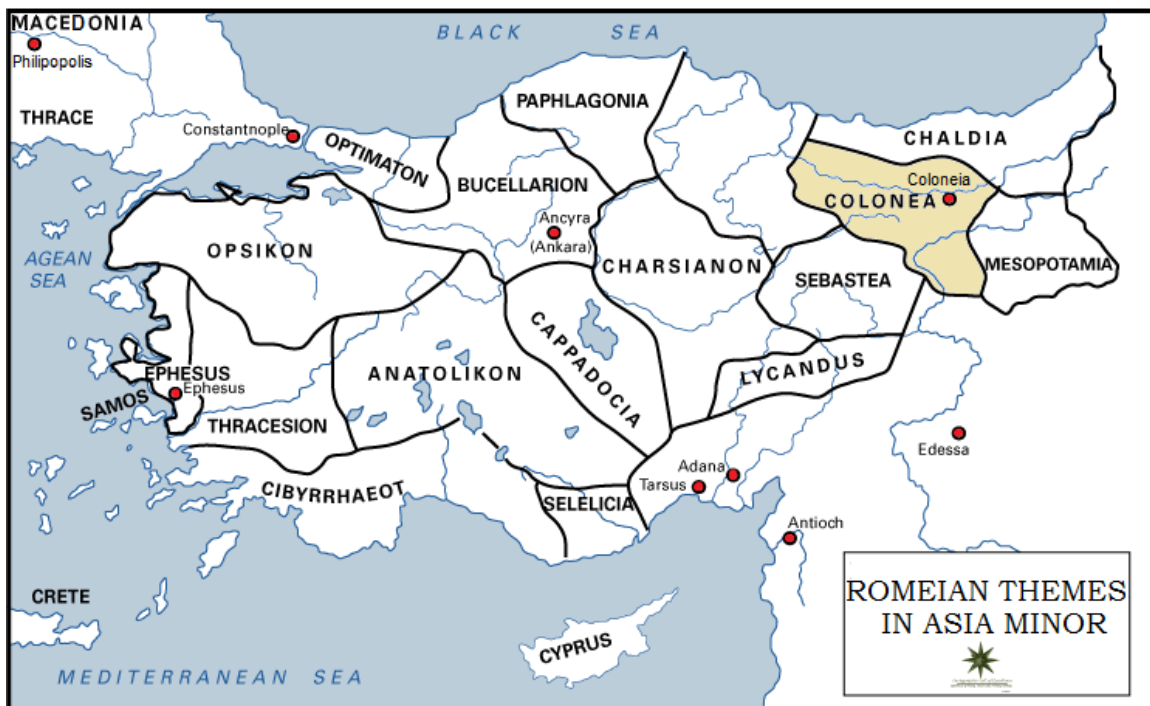 MACEDONIA
Philipopolis
THRACE
BLACK SEA
Constantnople
OPTIMATON
PAPHLAGONIA
BUCELLARION
CHALDIA
Coloneia
COLONEA
Ancyra
(Ankara)
OPSIKON
AGEAN
SEA
CHARSIANON
SEBASTEA
MESOPOTAMIA
CAPPADOCIA
LYCANDUS
EPHESUS
Ephesus
SAMOS
ANATOLIKON
THRACESION
CIBYRRHAEOT
SELELICIA
Adana
Tarsus
Edessa
Antioch
CRETE
CYPRUS
MEDITERRANEAN SEA
ROMEIAN THEMES
IN ASIA MINOR